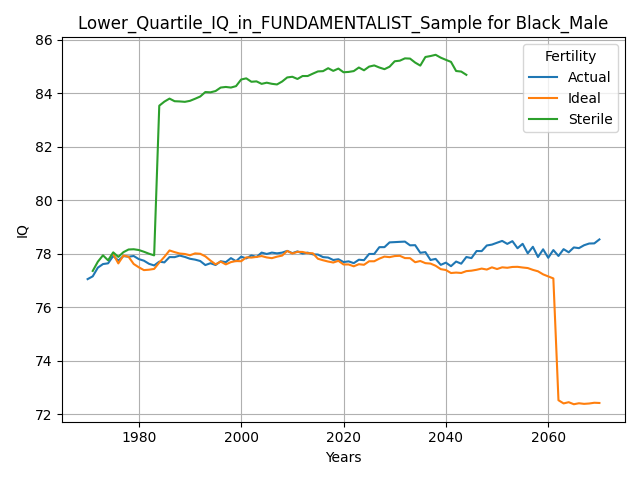 Lower_Quartile_IQ_in_FUNDAMENTALIST_Sample for Black_Male
86
84
82
80
78
76
74
72
IQ
Fertility
Actual
Ideal
Sterile
1980
2000
2020
2040
2060
Years